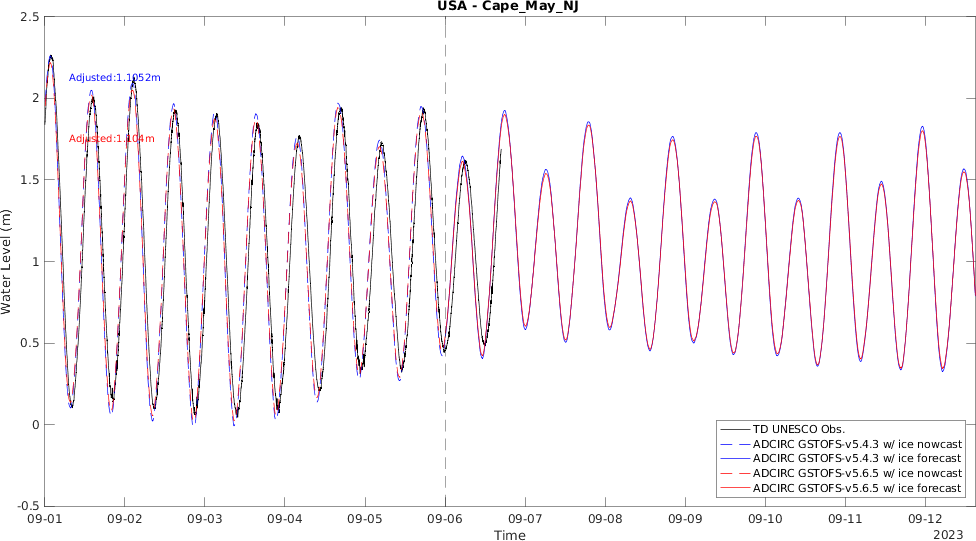 USA - Cape_May_NJ
2.5
2
1.5
1
0.5
0
-0.5
Water Level (m)
Adjusted:1.1052m
Adjusted:1.104m
TD UNESCO Obs.
ADCIRC GSTOFS-v5.4.3 w/ ice nowcast
ADCIRC GSTOFS-v5.4.3 w/ ice forecast
ADCIRC GSTOFS-v5.6.5 w/ ice nowcast
ADCIRC GSTOFS-v5.6.5 w/ ice forecast
09-01 09-02 09-03 09-04 09-05 09-06 09-07 09-08 09-09 09-10 09-11 09-12
Time
2023